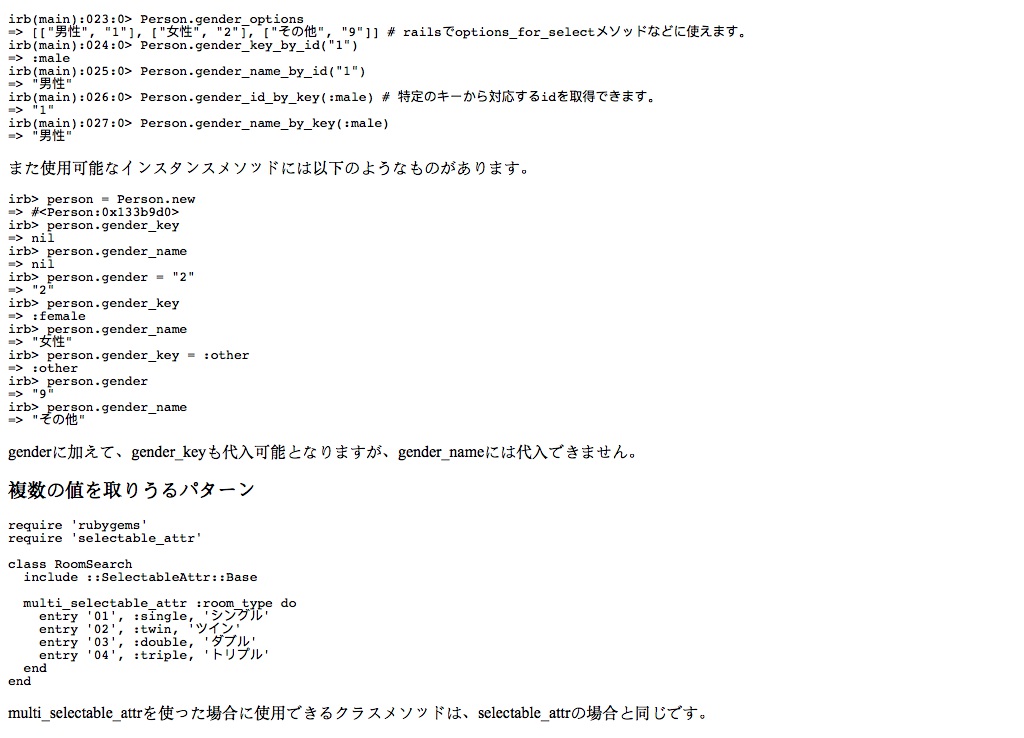 irb(main):023:0> Person.gender_options
=> [["男性", "1"], ["女性", "2"], ["その他", "9"]] # railsでoptions_for_selectメソッドなどに使えます。
irb(main):024:0> Person.gender_key_by_id("1")
=> :male
irb(main):025:0> Person.gender_name_by_id("1")
=> "男性"
irb(main):026:0> Person.gender_id_by_key(:male) # 特定のキーから対応するidを取得できます。
=> "1"
irb(main):027:0> Person.gender_name_by_key(:male)
=> "男性"
また使用可能なインスタンスメソッドには以下のようなものがあります。
irb> person = Person.new
=> #<Person:0x133b9d0>
irb> person.gender_key
=> nil
irb> person.gender_name
=> nil
irb> person.gender = "2"
=> "2"
irb> person.gender_key
=> :female
irb> person.gender_name
=> "女性"
irb> person.gender_key = :other
=> :other
irb> person.gender
=> "9"
irb> person.gender_name
=> "その他"
genderに加えて、gender_keyも代入可能となりますが、gender_nameには代入できません。
複数の値を取りうるパターン
require 'rubygems'
require 'selectable_attr'
class RoomSearch
  include ::SelectableAttr::Base
  multi_selectable_attr :room_type do
    entry '01', :single, 'シングル'
    entry '02', :twin, 'ツイン'
    entry '03', :double, 'ダブル'
    entry '04', :triple, 'トリプル'
  end
end
multi_selectable_attrを使った場合に使用できるクラスメソッドは、selectable_attrの場合と同じです。